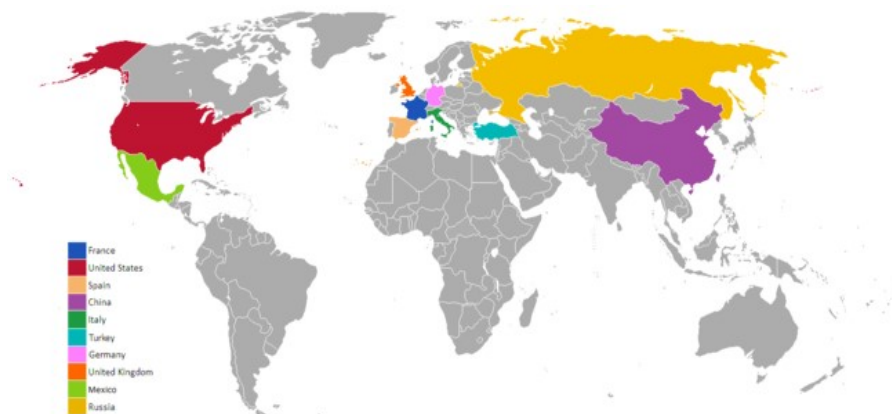 France
United States
Spain
China
Italy
Turkey
Germany
United Kingdom
Mexico
Russia